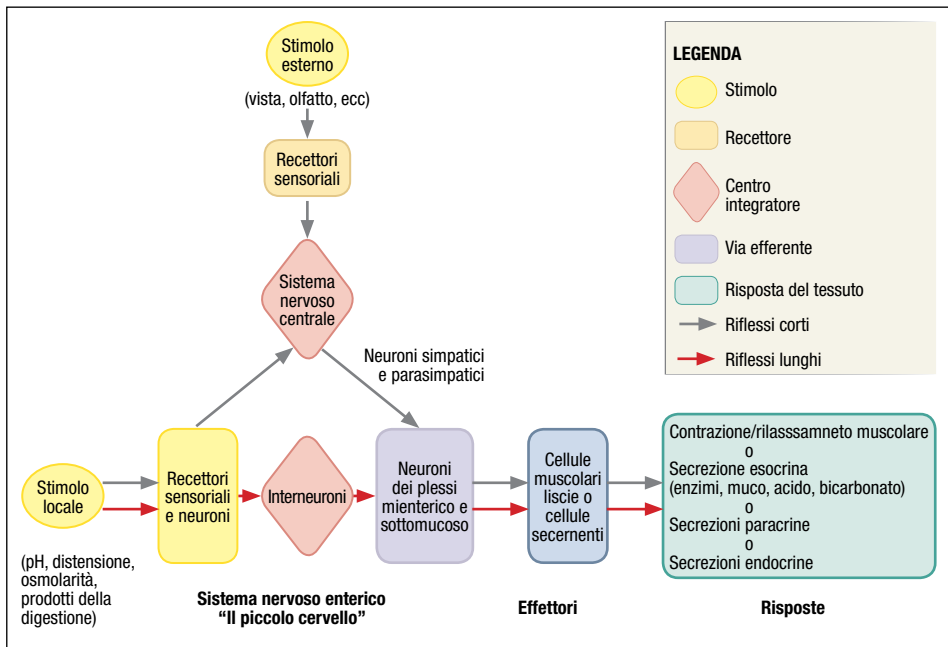 Stimolo
esterno
(vista, olfatto, ecc)
Recettori
sensoriali
Sistema
nervoso
centrale
Neuroni simpatici
e parasimpatici
LEGENDA
Stimolo
Recettore
Centro
integratore
Via efferente
Risposta del tessuto
Riflessi corti
Riflessi lunghi
Stimolo
locale
(pH, distensione,
osmolarità,
prodotti della
digestione)
Recettori
sensoriali
e neuroni
Interneuroni
Neuroni
dei plessi
mienterico e
sottomucoso
Cellule
muscolari
liscie o
cellule
secernenti
Contrazione/rilasssamneto muscolare
o
Secrezione esocrina
(enzimi, muco, acido, bicarbonato)
o
Secrezioni paracrine
o
Secrezioni endocrine
Sistema nervoso enterico
“Il piccolo cervello”
Effettori
Risposte